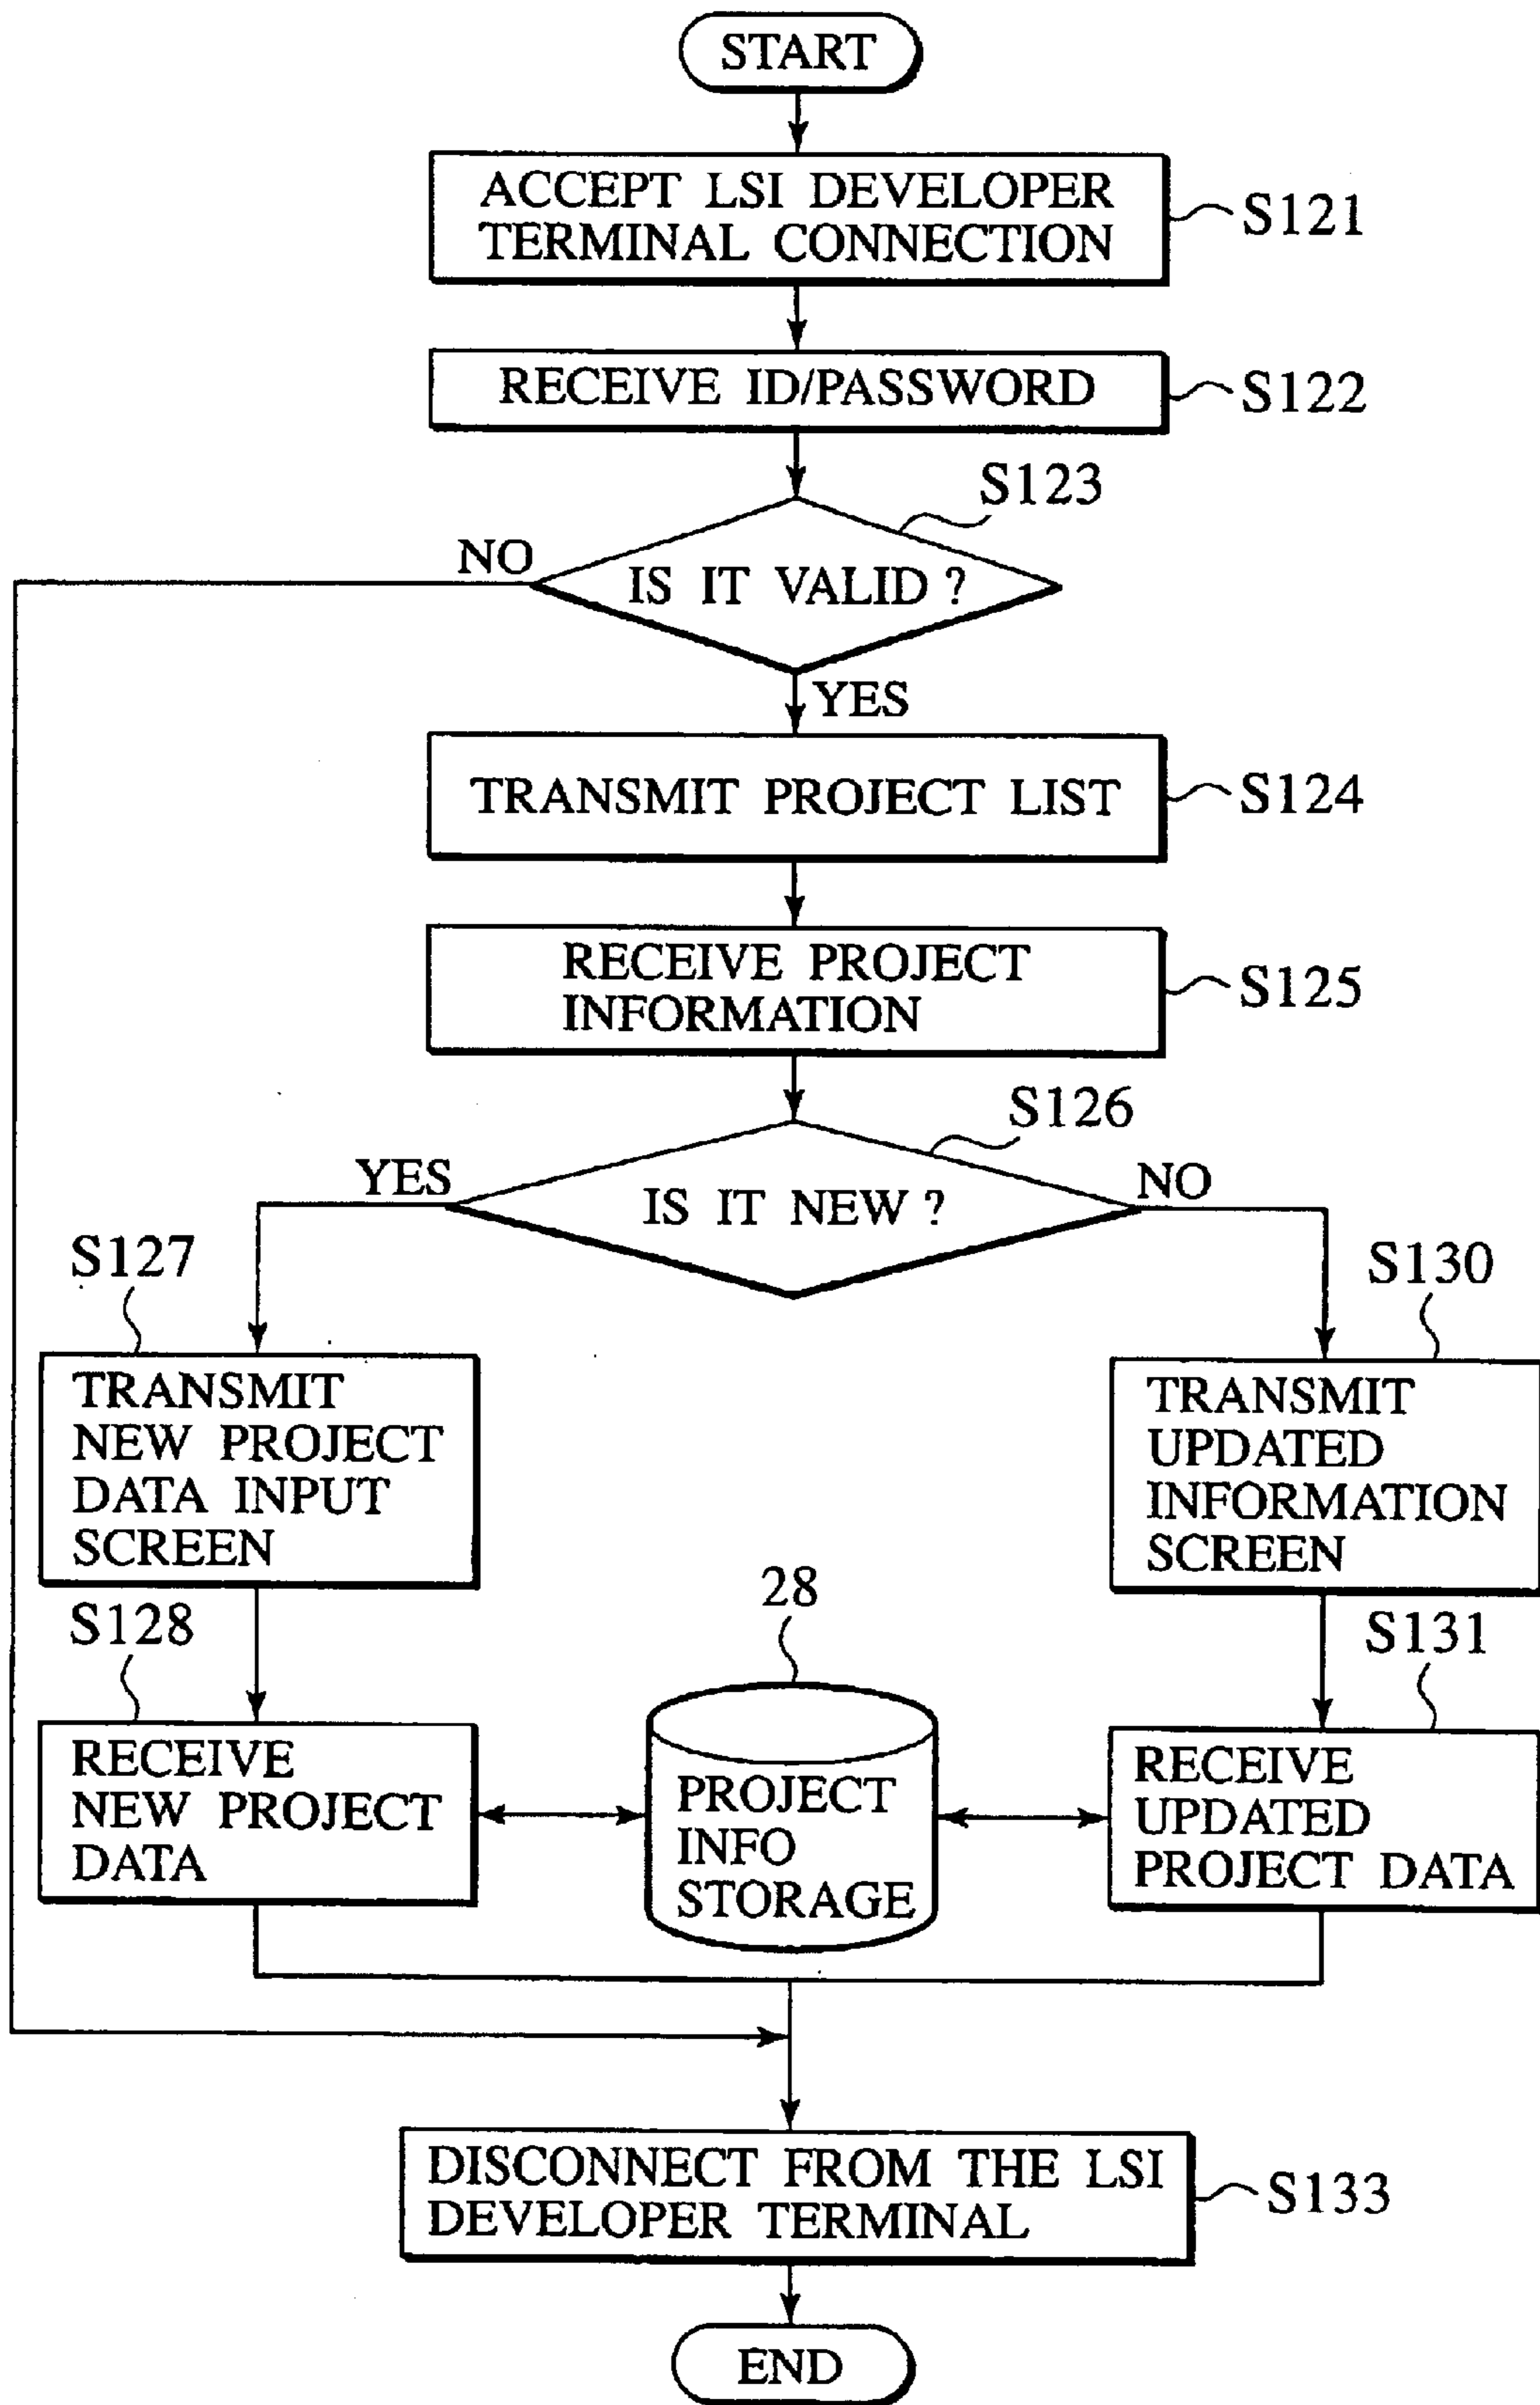 START
ACCEPT LSI DEVELOPER
TERMINAL CONNECTION
S121
RECEIVE ID/PASSWORD
S122
S123
NO
IS IT VALID ?
YES
TRANSMIT PROJECT LIST
S124
RECEIVE PROJECT
INFORMATION
S125
S126
YES
IS IT NEW ?
NO
S127
S130
TRANSMIT
NEW PROJECT
DATA INPUT
SCREEN
TRANSMIT
UPDATED
INFORMATION
SCREEN
S128
28
S131
RECEIVE
NEW PROJECT
DATA
PROJECT
INFO
STORAGE
RECEIVE
UPDATED
PROJECT DATA
DISCONNECT FROM THE LSI
DEVELOPER TERMINAL
S133
END